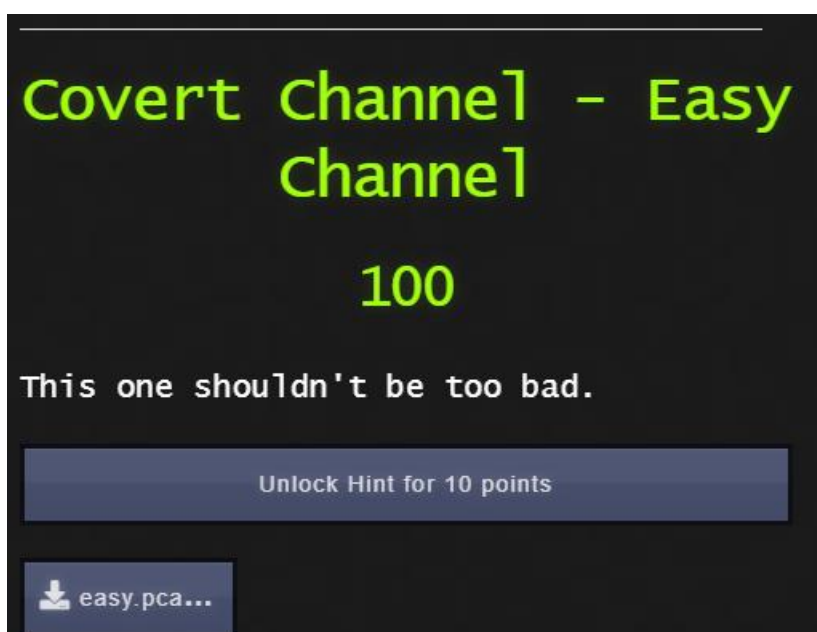 Covert Channel - Easy
Channel
100
This one shouldn't be too bad.
Unlock Hint for 10 points
easy.pca...